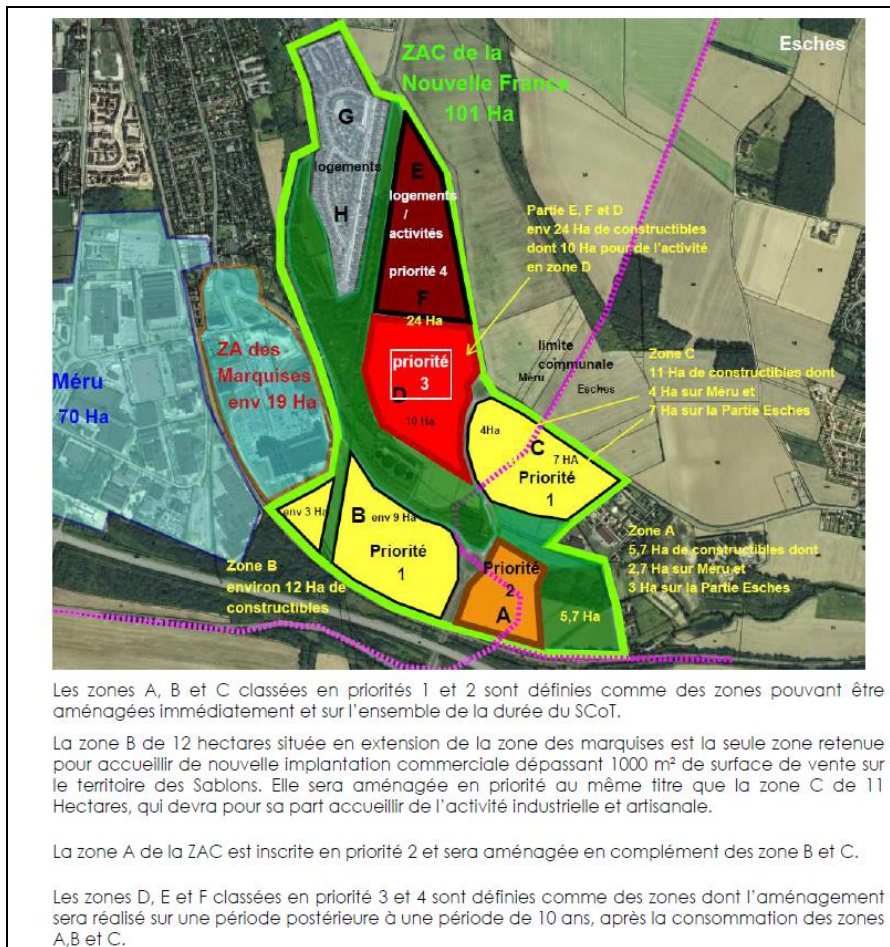 Esches
ZAC de la
Nouvelle France
101 Ha
G
logements
H
E
logements
/
activités
priorité 4
F
24 Ha
Partie E, F et D
env 24 Ha de constructibles
dont 10 Ha pour de l'activité
en zone D
priorité
3
D
10 Ha
limite
communale
Méru
Esches
Zone C
11 Ha de constructibles dont
4 Ha sur Méru et
7 Ha sur la Partie Esches
Méru
70 Ha
ZA des
Marquises
env 19 Ha
4Ha
C
7 HA
Priorité
1
env 3 Ha
B
env 9 Ha
Priorité
1
Zone B
environ 12 Ha de
constructibles
Priorité
2
A
5,7 Ha
Zone A
5,7 Ha de constructibles dont
2,7 Ha sur Méru et
3 Ha sur la Partie Esches
Les zones A, B et C classées en priorités 1 et 2 sont définies comme des zones pouvant être
aménagées immédiatement et sur l'ensemble de la durée du SCoT.
La zone B de 12 hectares située en extension de la zone des marquises est la seule zone retenue
pour accueillir de nouvelle implantation commerciale dépassant 1000 m² de surface de vente sur
le territoire des Sablons. Elle sera aménagée en priorité au même titre que la zone C de 11
Hectares, qui devra pour sa part accueillir de l'activité industrielle et artisanale.
La zone A de la ZAC est inscrite en priorité 2 et sera aménagée en complément des zone B et C.
Les zones D, E et F classées en priorité 3 et 4 sont définies comme des zones dont l'aménagement
sera réalisé sur une période postérieure à une période de 10 ans, après la consommation des zones
A,B et C.